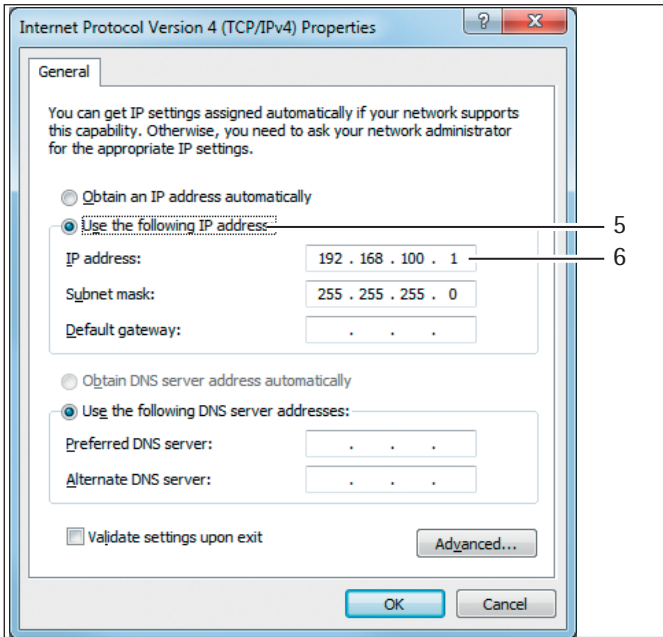 Internet Protocol Version 4 (TCP/IPv4) Properties
?
X
General
You can get IP settings assigned automatically if your network supports
this capability. Otherwise, you need to ask your network administrator
for the appropriate IP settings.
Obtain an IP address automatically
Use the following IP address 5
IP address: 192 . 168 . 100 . 1 6
Subnet mask: 255 . 255 . 255 . 0
Default gateway: . . .
Obtain DNS server address automatically
Use the following DNS server addresses:
Preferred DNS server: . . .
Alternate DNS server: . . .
Validate settings upon exit
Advanced...
OK Cancel